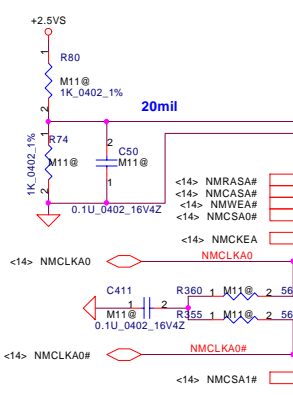 +2.5VS
1
R80
M11@
1K_0402_1%
2
20mil
1
R74
M11@
1K_0402_1%
2
2
C50
M11@
1
0.1U_0402_16V4Z
<14> NMRASA#
<14> NMCASA#
<14> NMWEA#
<14> NMCSA0#
<14> NMCKEA
<14> NMCLKA0
NMCLKA0
C411
1
2
M11@
0.1U_0402_16V4Z
R360 1 M11@ 2 56
R355 1 M11@ 2 56
<14> NMCLKA0#
NMCLKA0#
<14> NMCSA1#